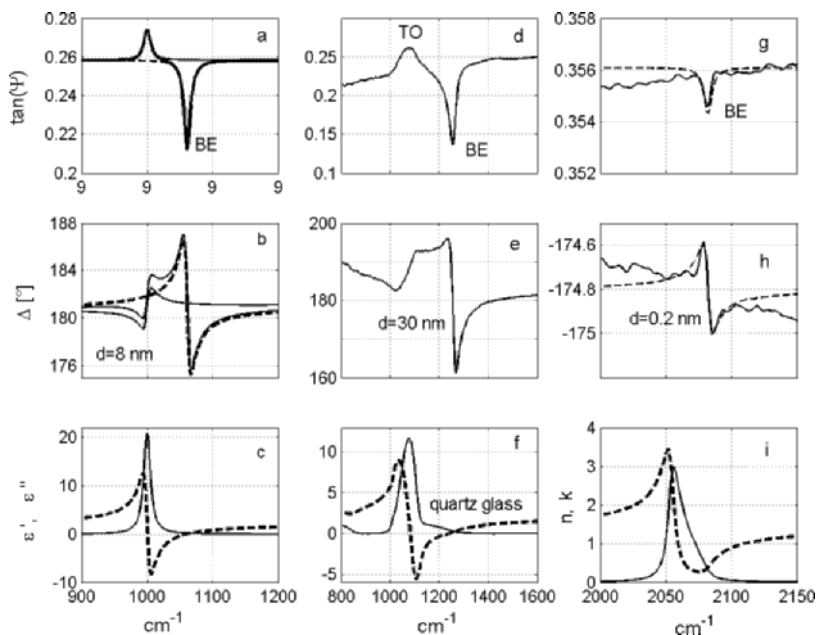 tan(Ψ)
0.28
0.26
0.24
0.22
0.2
9
9
9
9
a
BE
0.25
0.2
0.15
0.1
TO
d
BE
0.358
0.356
0.354
0.352
g
BE
Δ [°]
188
184
180
176
b
d=8 nm
200
180
160
e
d=30 nm
-174.6
-174.8
-175
h
d=0.2 nm
ε', ε"
20
10
0
-10
900
1000
1100
1200
c
cm⁻¹
10
5
0
-5
800
1000
1200
1400
1600
f
quartz glass
cm⁻¹
n, k
4
3
2
1
0
2000
2050
2100
2150
i
cm⁻¹